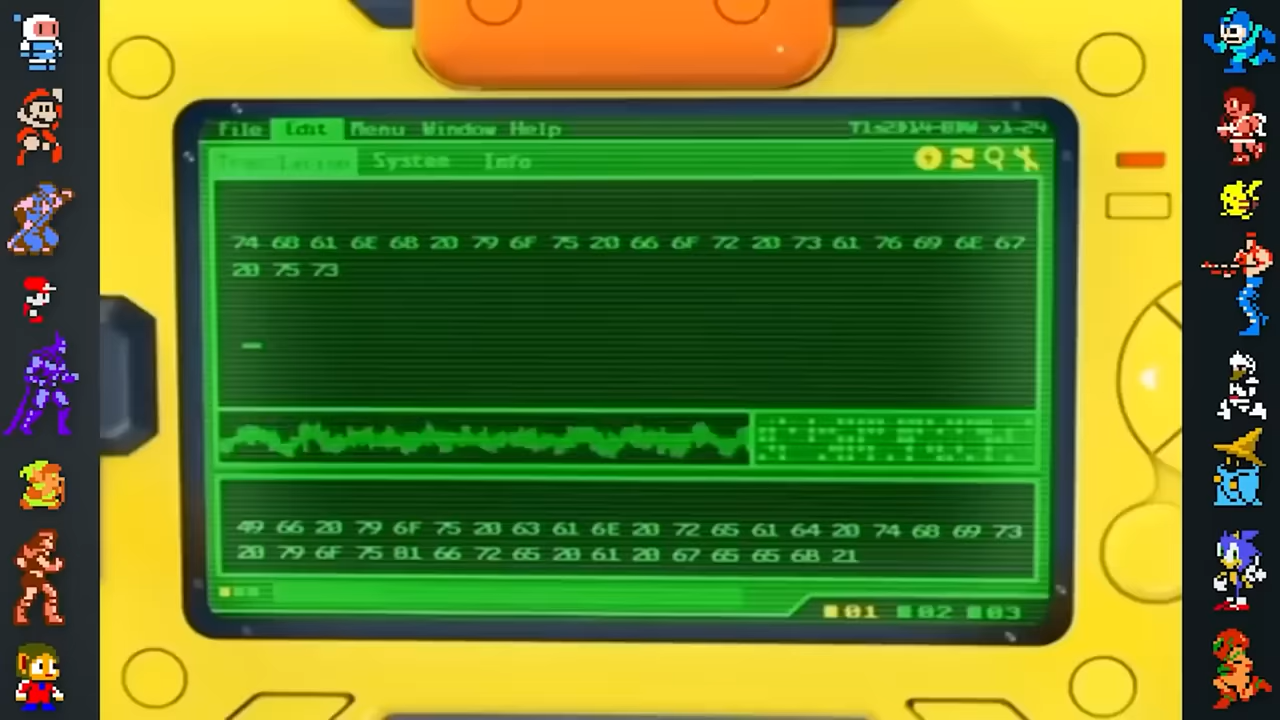 File Edit Menu Window Help
Translation System Info
74 68 61 6E 6B 20 79 6F 75 20 66 6F 72 20 73 61 76 69 6E 67
20 75 73
49 66 20 79 6F 75 20 63 61 6E 20 72 65 61 64 20 74 68 69 73
20 79 6F 75 81 66 72 65 20 61 20 67 65 65 6B 21
01 02 03